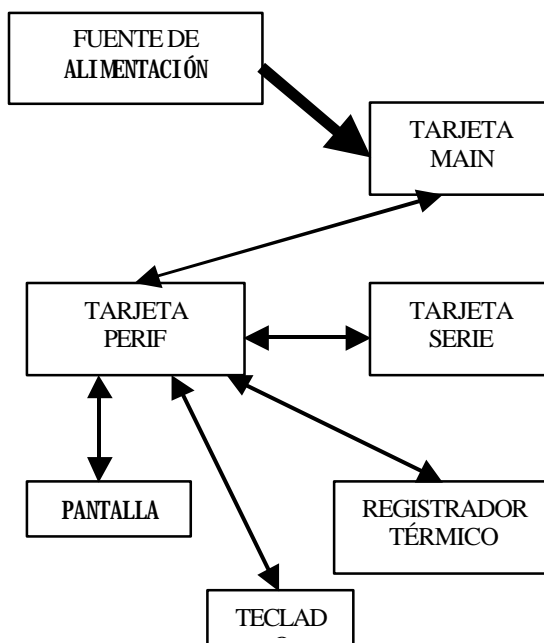 FUENTE DE
ALIMENTACIÓN
TARJETA
MAIN
TARJETA
PERIF
TARJETA
SERIE
PANTALLA
REGISTRADOR
TÉRMICO
TECLAD